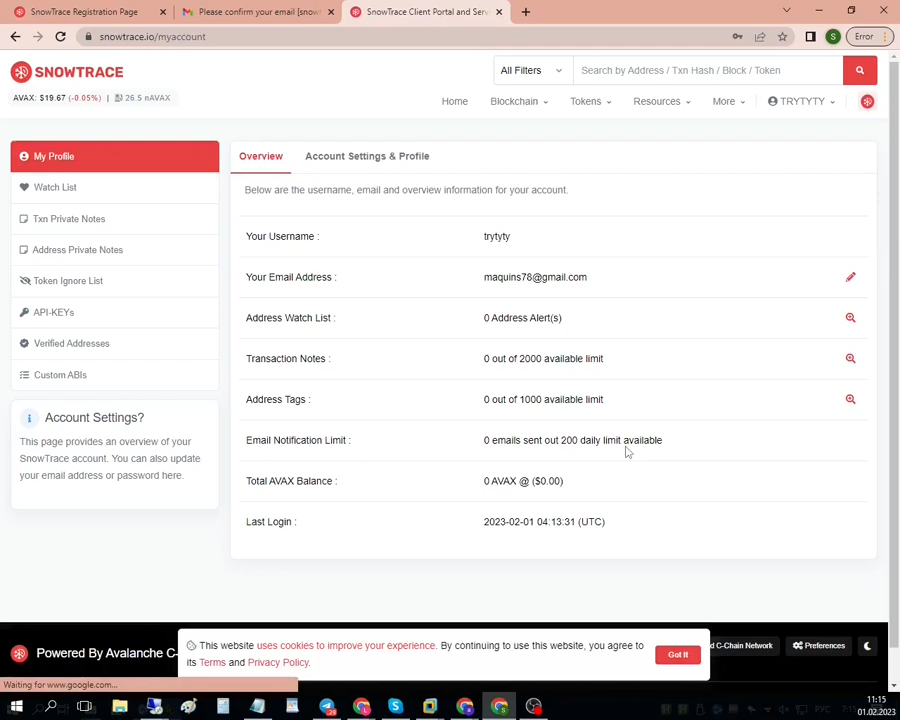 SnowTrace Registration Page
Please confirm your email [snow
SnowTrace Client Portal and Serv
snowtrace.io/myaccount
S
Error
SNOWTRACE
All Filters
Search by Address / Txn Hash / Block / Token
AVAX: $19.67 (-0.05%) | 26.5 nAVAX
Home
Blockchain
Tokens
Resources
More
TRYTYTY
My Profile
Watch List
Txn Private Notes
Address Private Notes
Token Ignore List
API-KEYs
Verified Addresses
Custom ABIs
Account Settings?
This page provides an overview of your
SnowTrace account. You can also update
your email address or password here.
Overview
Account Settings & Profile
Below are the username, email and overview information for your account.
Your Username : trytyty
Your Email Address : maquins78@gmail.com
Address Watch List : 0 Address Alert(s)
Transaction Notes : 0 out of 2000 available limit
Address Tags : 0 out of 1000 available limit
Email Notification Limit : 0 emails sent out 200 daily limit available
Total AVAX Balance : 0 AVAX @ ($0.00)
Last Login : 2023-02-01 04:13:31 (UTC)
Powered By Avalanche C-
This website uses cookies to improve your experience. By continuing to use this website, you agree to
its Terms and Privacy Policy.
Got It
d C-Chain Network
Preferences
Waiting for www.google.com...
РУС
11:15
01.02.2023